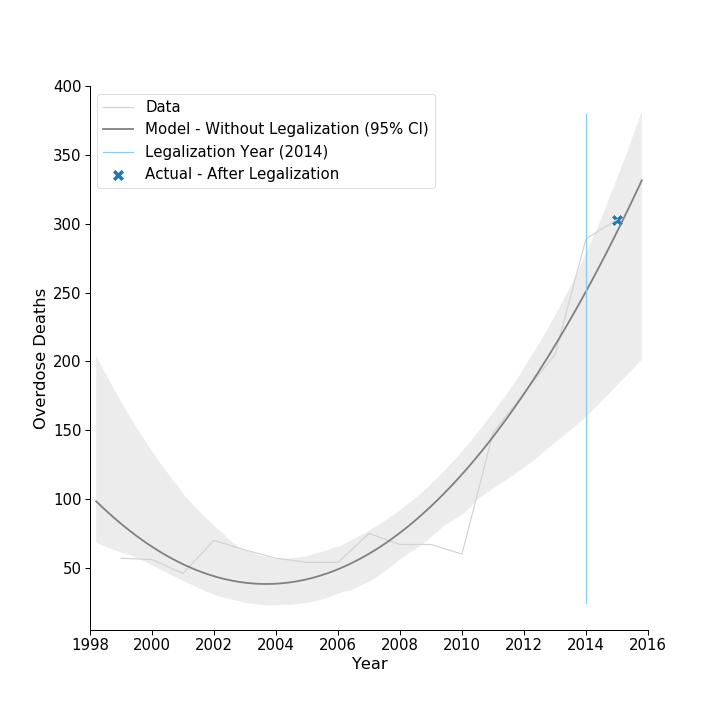 400
350
300
250
200
150
100
50
Overdose Deaths
Data
Model - Without Legalization (95% CI)
Legalization Year (2014)
Actual - After Legalization
1998 2000 2002 2004 2006 2008 2010 2012 2014 2016
Year